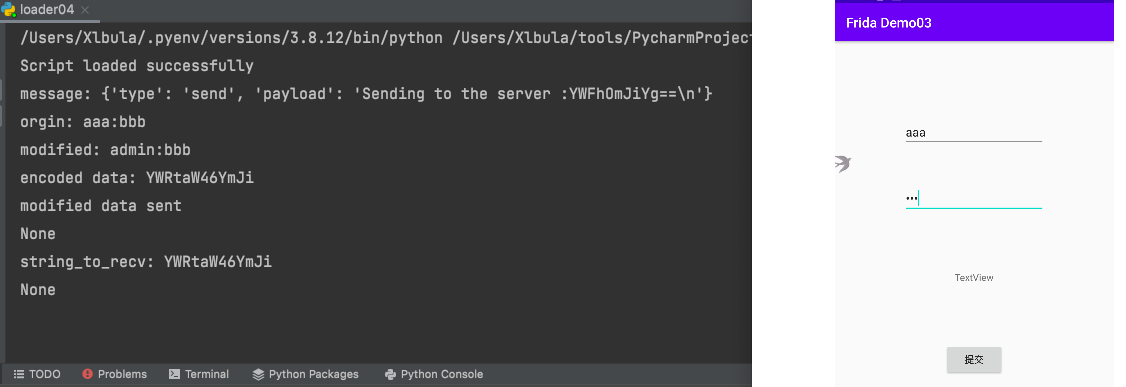 loader04
/Users/Xlbula/.pyenv/versions/3.8.12/bin/python /Users/Xlbula/tools/PycharmProject
Script loaded successfully
message: {'type': 'send', 'payload': 'Sending to the server :YWFhOmJiYg==\n'}
orgin: aaa:bbb
modified: admin:bbb
encoded data: YWRtaW46YmJi
modified data sent
None
string_to_recv: YWRtaW46YmJi
None
TODO
Problems
Terminal
Python Packages
Python Console
Frida Demo03
aaa
•••
TextView
提交